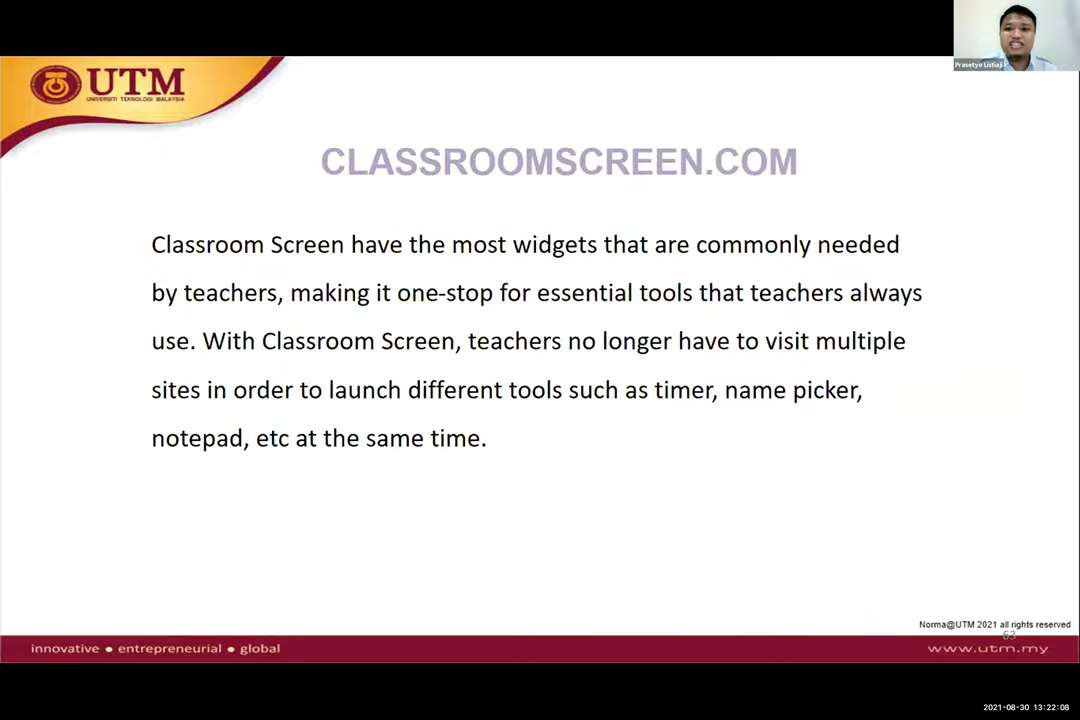 Prasetyo Listiaji
UTM
UNIVERSITI TEKNOLOGI MALAYSIA
CLASSROOMSCREEN.COM
Classroom Screen have the most widgets that are commonly needed
by teachers, making it one-stop for essential tools that teachers always
use. With Classroom Screen, teachers no longer have to visit multiple
sites in order to launch different tools such as timer, name picker,
notepad, etc at the same time.
Norma@UTM 2021 all rights reserved
63
innovative ● entrepreneurial ● global
www.utm.my
2021-08-30 13:22:08